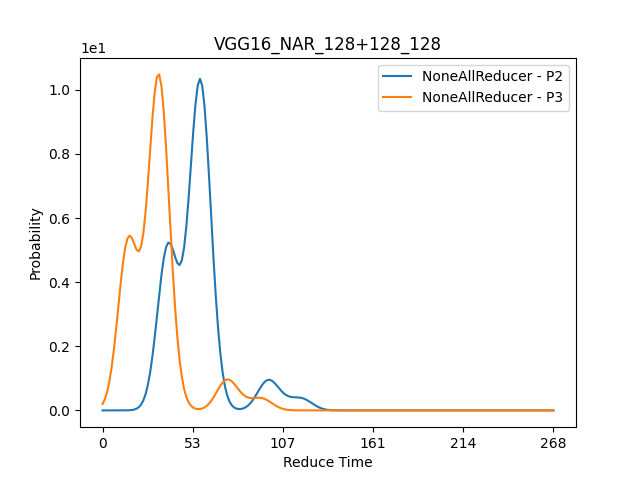 VGG16_NAR_128+128_128
1e1
NoneAllReducer - P2
NoneAllReducer - P3
1.0
0.8
0.6
0.4
0.2
0.0
Probability
0 53 107 161 214 268
Reduce Time